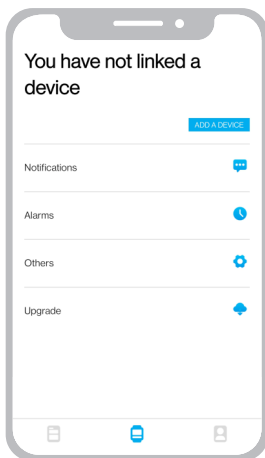 You have not linked a
device
ADD A DEVICE
Notifications
Alarms
Others
Upgrade